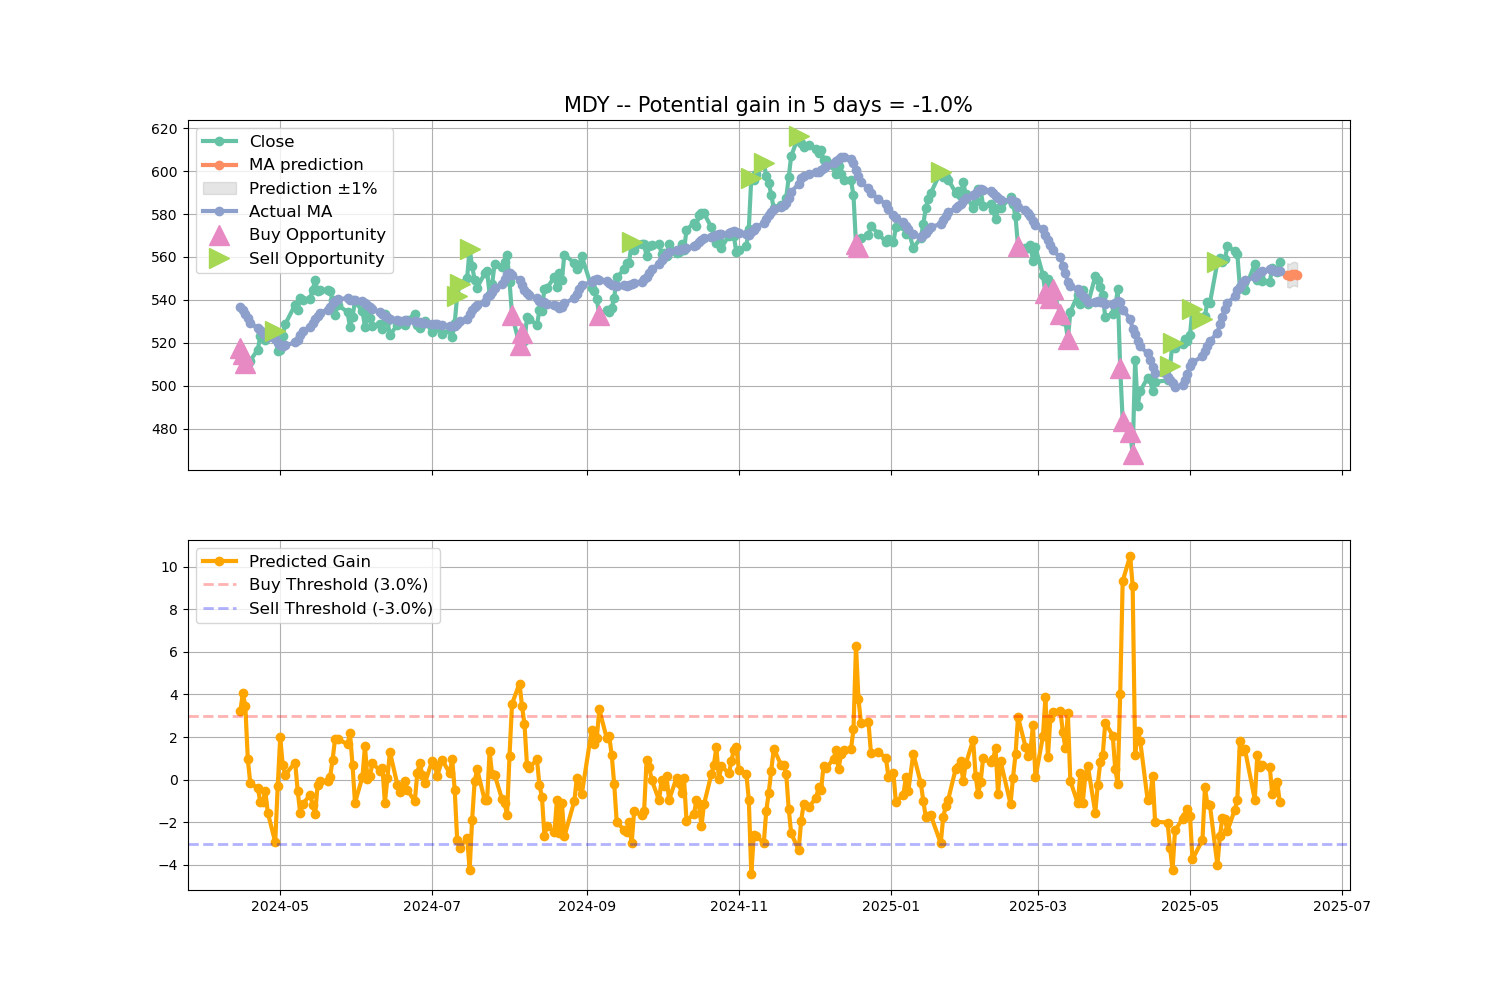 MDY -- Potential gain in 5 days = -1.0%
620
600
580
560
540
520
500
480
Close
MA prediction
Prediction ±1%
Actual MA
Buy Opportunity
Sell Opportunity
10
8
6
4
2
0
−2
−4
Predicted Gain
Buy Threshold (3.0%)
Sell Threshold (-3.0%)
2024-05 2024-07 2024-09 2024-11 2025-01 2025-03 2025-05 2025-07